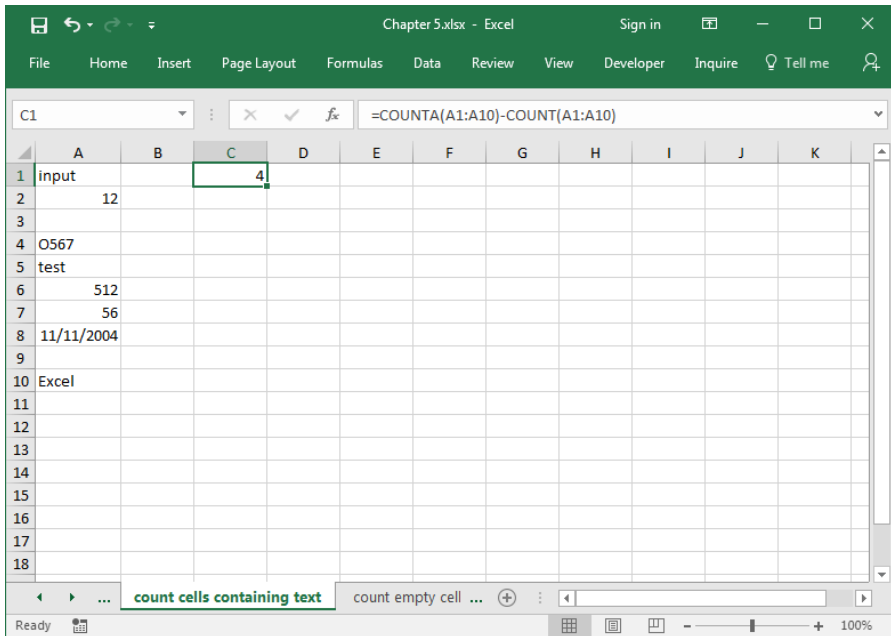 Chapter 5.xlsx - Excel Sign in
File Home Insert Page Layout Formulas Data Review View Developer Inquire Tell me
C1 fx =COUNTA(A1:A10)-COUNT(A1:A10)
A B C D E F G H I J K
1 input 4
2 12
3
4 O567
5 test
6 512
7 56
8 11/11/2004
9
10 Excel
11
12
13
14
15
16
17
18
... count cells containing text count empty cell ...
Ready 100%